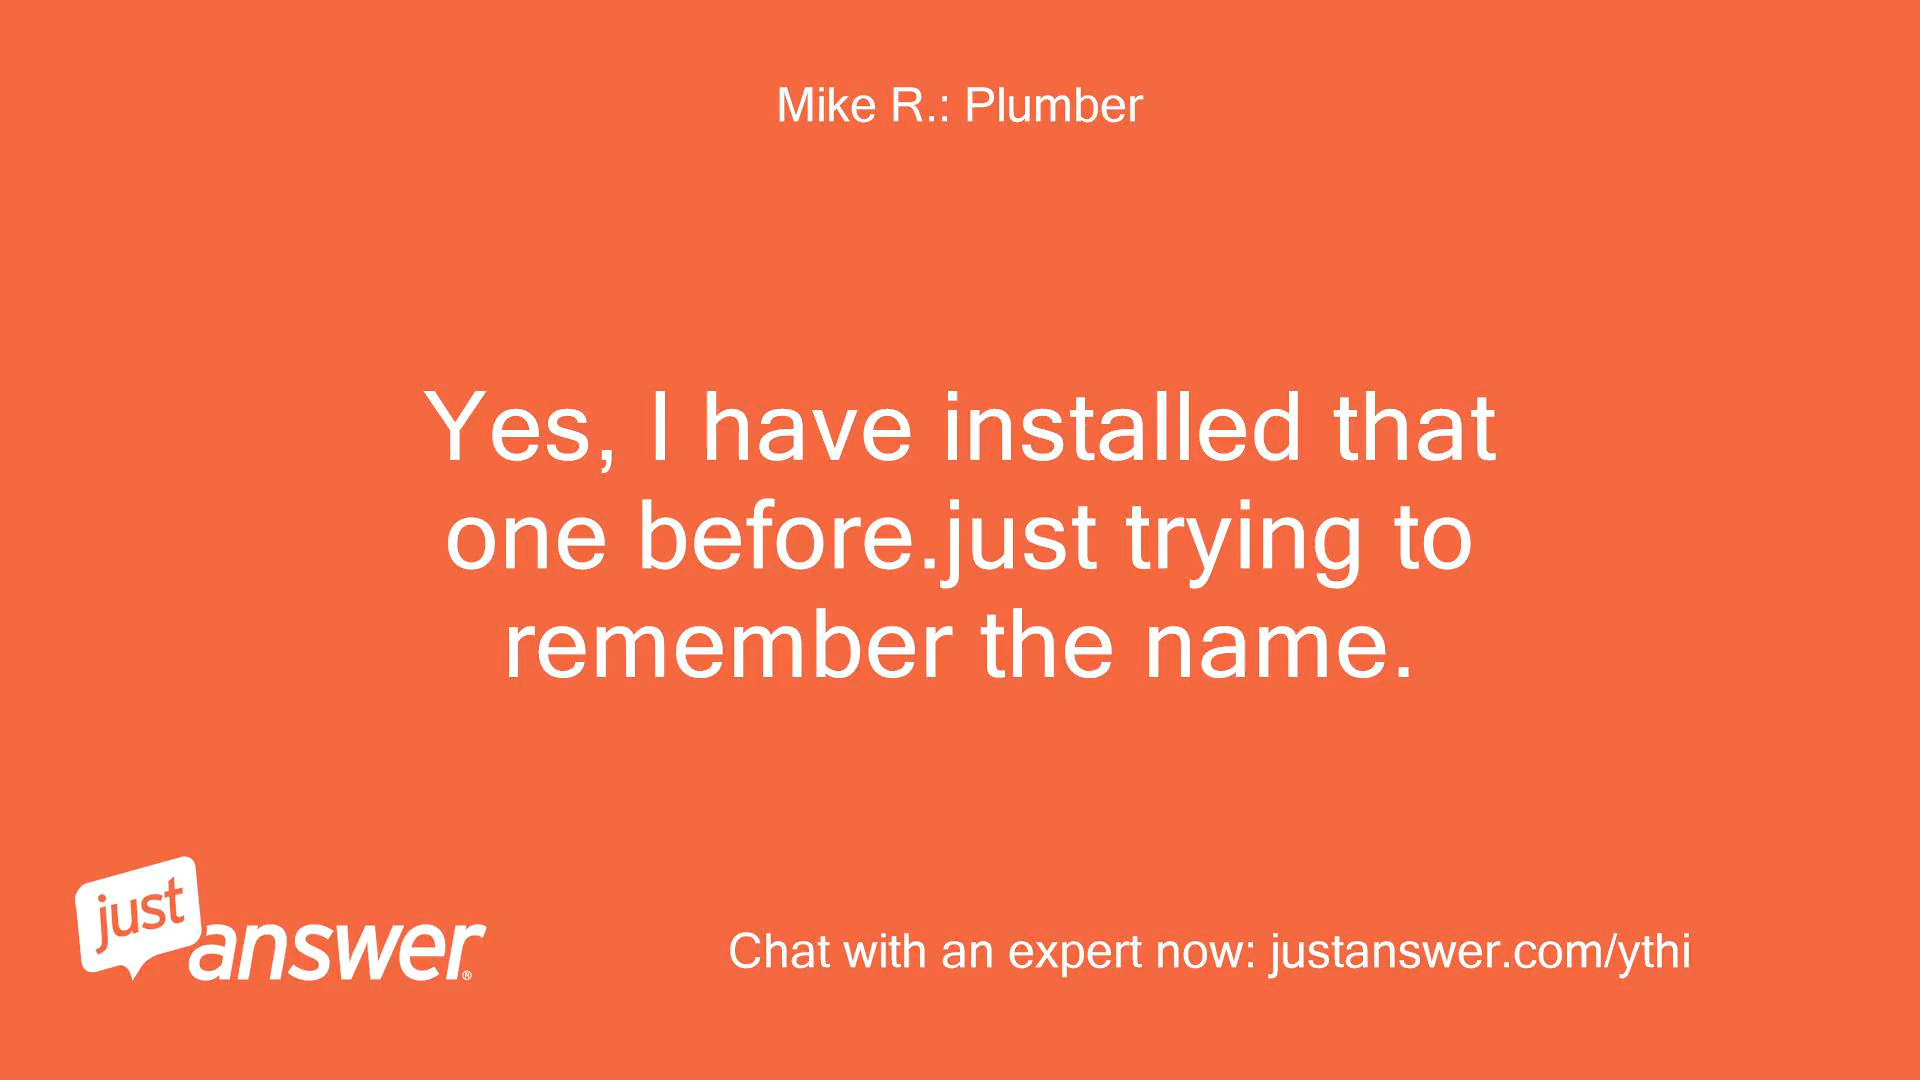 Mike R.: Plumber
Yes, I have installed that
one before.just trying to
remember the name.
just
answer®
Chat with an expert now: justanswer.com/ythi